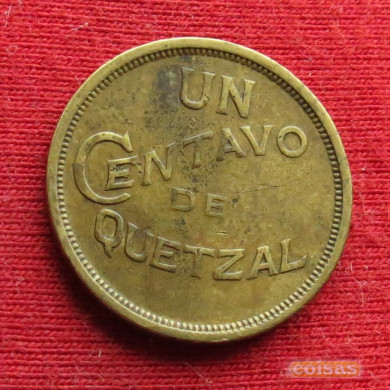 UN
CENTAVO
DE
QUETZAL
coisas